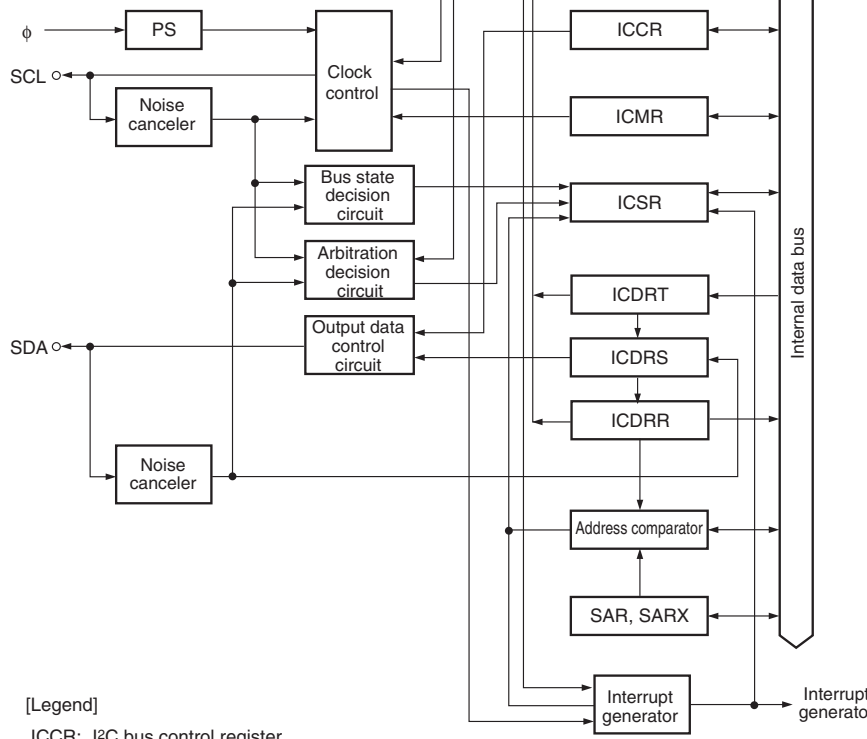 ϕ
PS
ICCR
SCL
Clock
control
Noise
canceler
ICMR
Bus state
decision
circuit
ICSR
Arbitration
decision
circuit
Internal data bus
ICDRT
Output data
control
circuit
SDA
ICDRS
ICDRR
Noise
canceler
Address comparator
SAR, SARX
[Legend]
Interrupt
generator
Interrupt
generato
ICCR: I²C bus control register